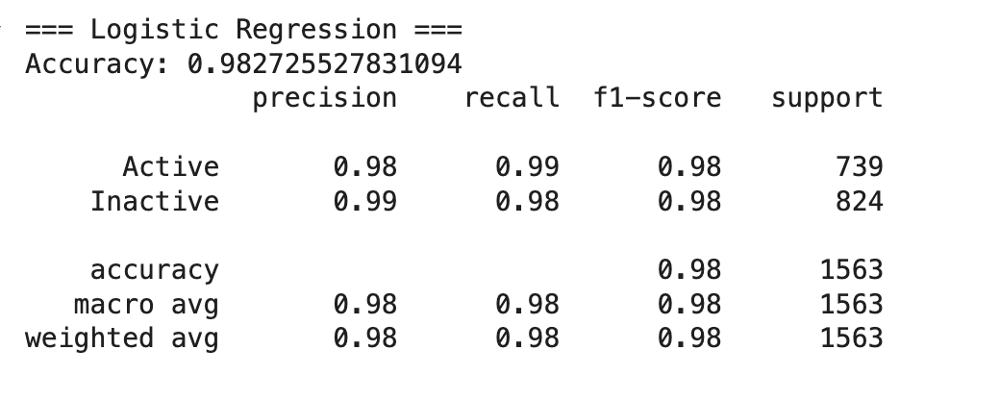 === Logistic Regression ===
Accuracy: 0.982725527831094
precision recall f1-score support
Active 0.98 0.99 0.98 739
Inactive 0.99 0.98 0.98 824
accuracy 0.98 1563
macro avg 0.98 0.98 0.98 1563
weighted avg 0.98 0.98 0.98 1563